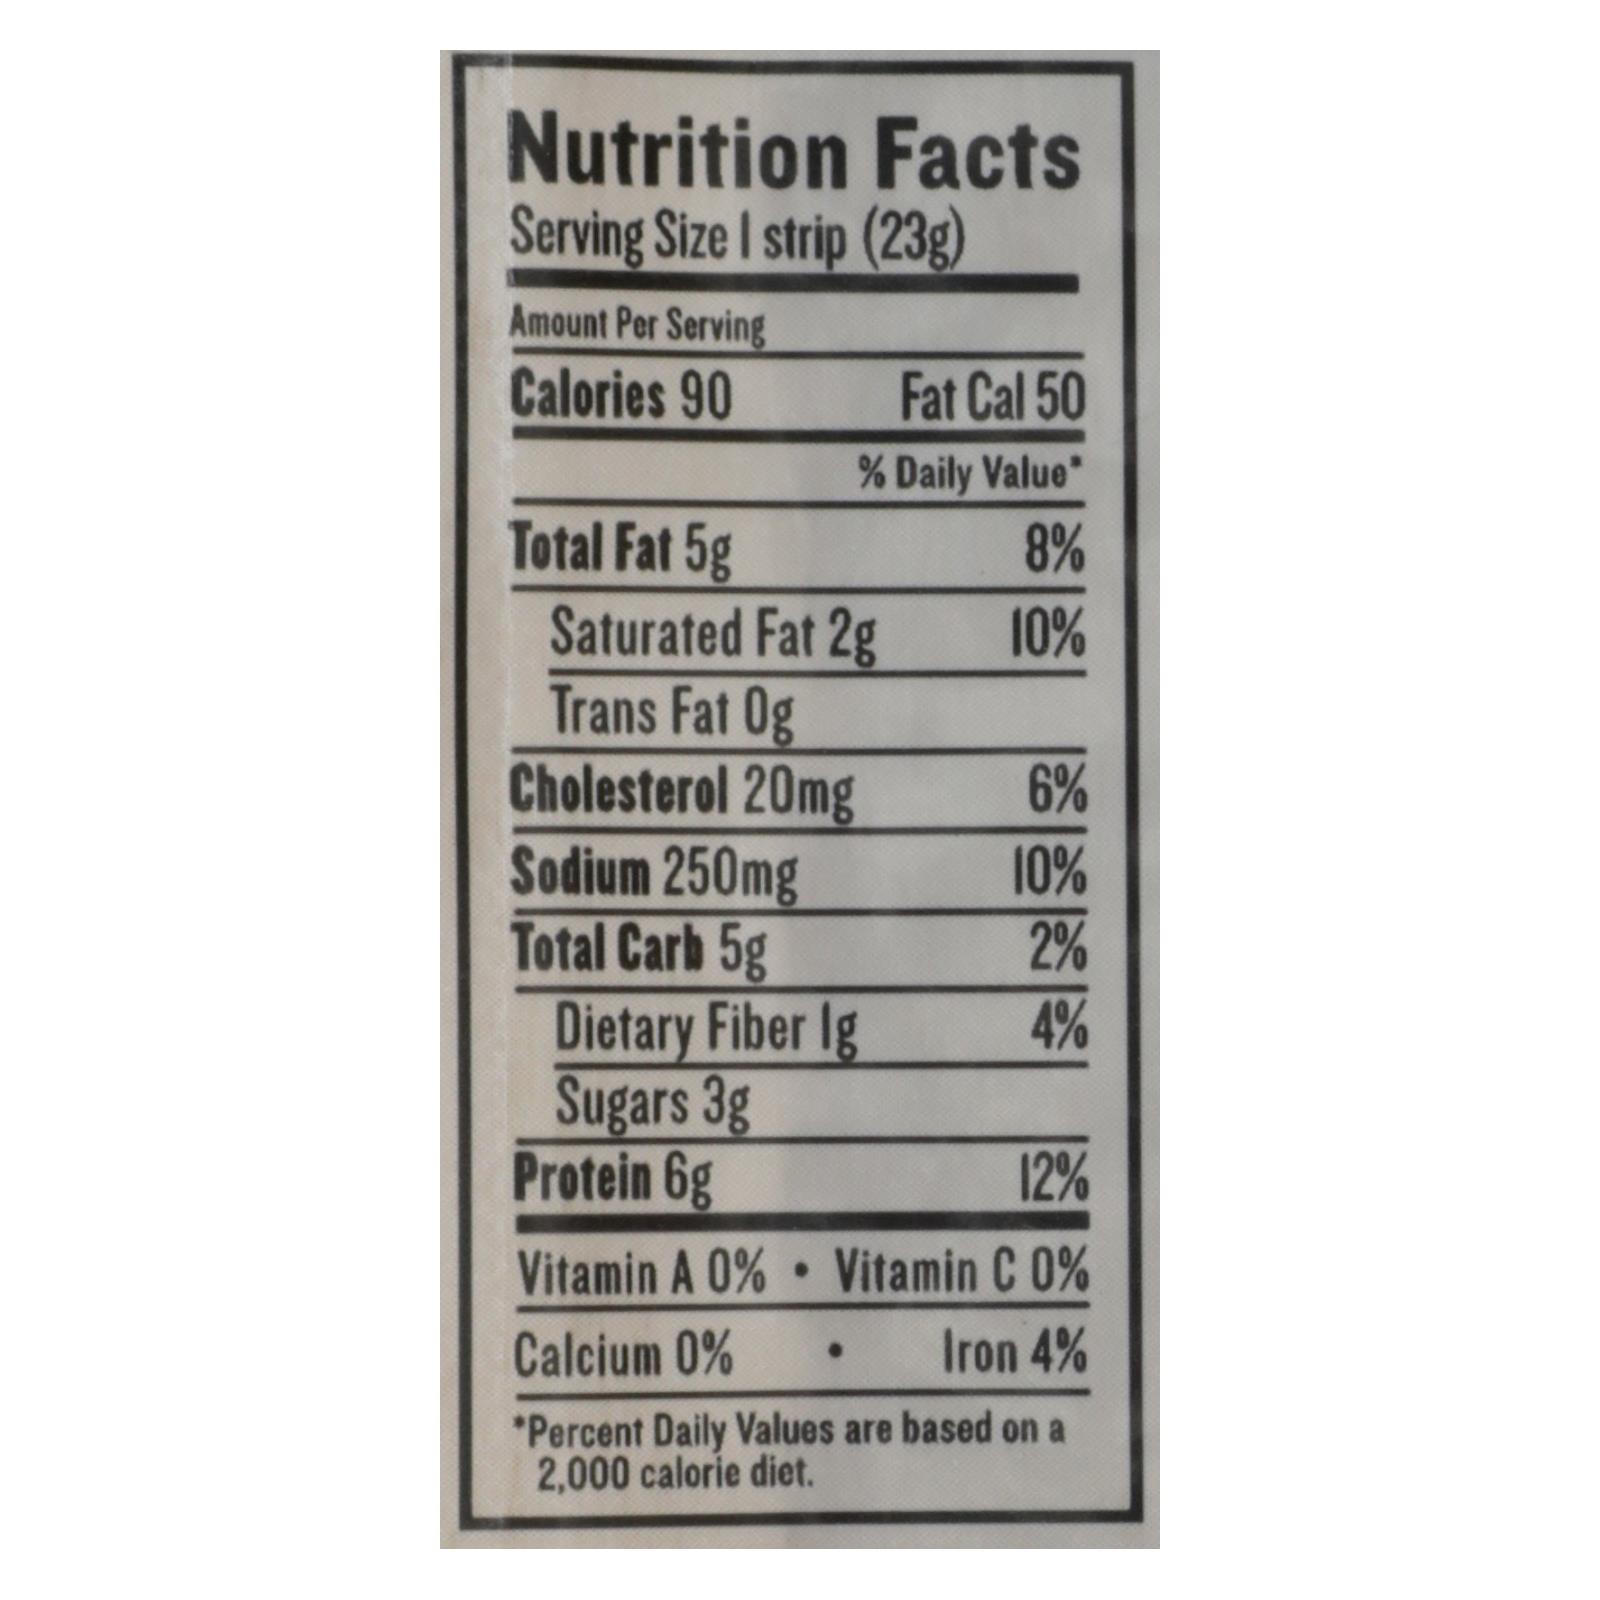 Nutrition Facts
Serving Size 1 strip (23g)
Amount Per Serving
Calories 90 Fat Cal 50
% Daily Value*
Total Fat 5g 8%
Saturated Fat 2g 10%
Trans Fat 0g
Cholesterol 20mg 6%
Sodium 250mg 10%
Total Carb 5g 2%
Dietary Fiber 1g 4%
Sugars 3g
Protein 6g 12%
Vitamin A 0% • Vitamin C 0%
Calcium 0% • Iron 4%
*Percent Daily Values are based on a
2,000 calorie diet.